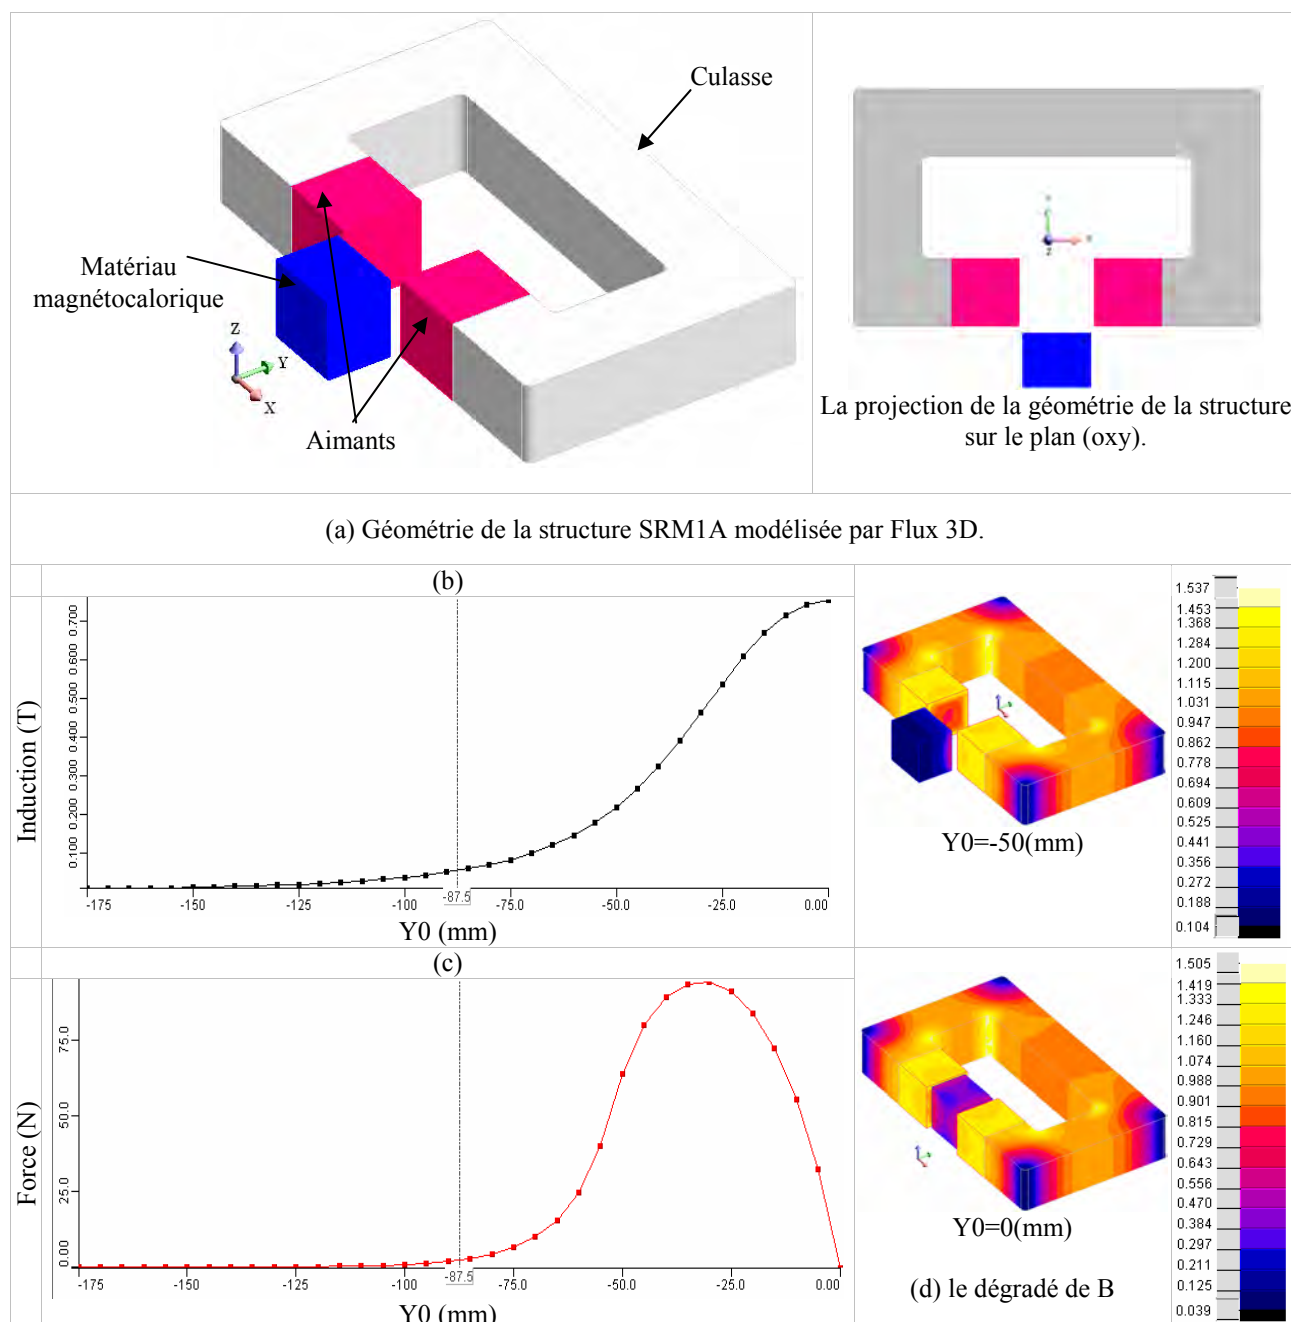 Culasse
Matériau
magnétocalorique
Z
Y
X
Aimants
La projection de la géométrie de la structure
sur le plan (oxy).
(a) Géométrie de la structure SRM1A modélisée par Flux 3D.
(b)
Induction (T)
0.700
0.600
0.500
0.400
0.300
0.200
0.100
-175 -150 -125 -100 -87.5 -75.0 -50.0 -25.0 0.00
Y0 (mm)
Y0=-50(mm)
1.537
1.453
1.368
1.284
1.200
1.115
1.031
0.947
0.862
0.778
0.694
0.609
0.525
0.441
0.356
0.272
0.188
0.104
(c)
Force (N)
75.0
50.0
25.0
0.00
-175 -150 -125 -100 -87.5 -75.0 -50.0 -25.0 0.00
Y0 (mm)
Y0=0(mm)
(d) le dégradé de B
1.505
1.419
1.333
1.246
1.160
1.074
0.988
0.901
0.815
0.729
0.643
0.556
0.470
0.384
0.297
0.211
0.125
0.039